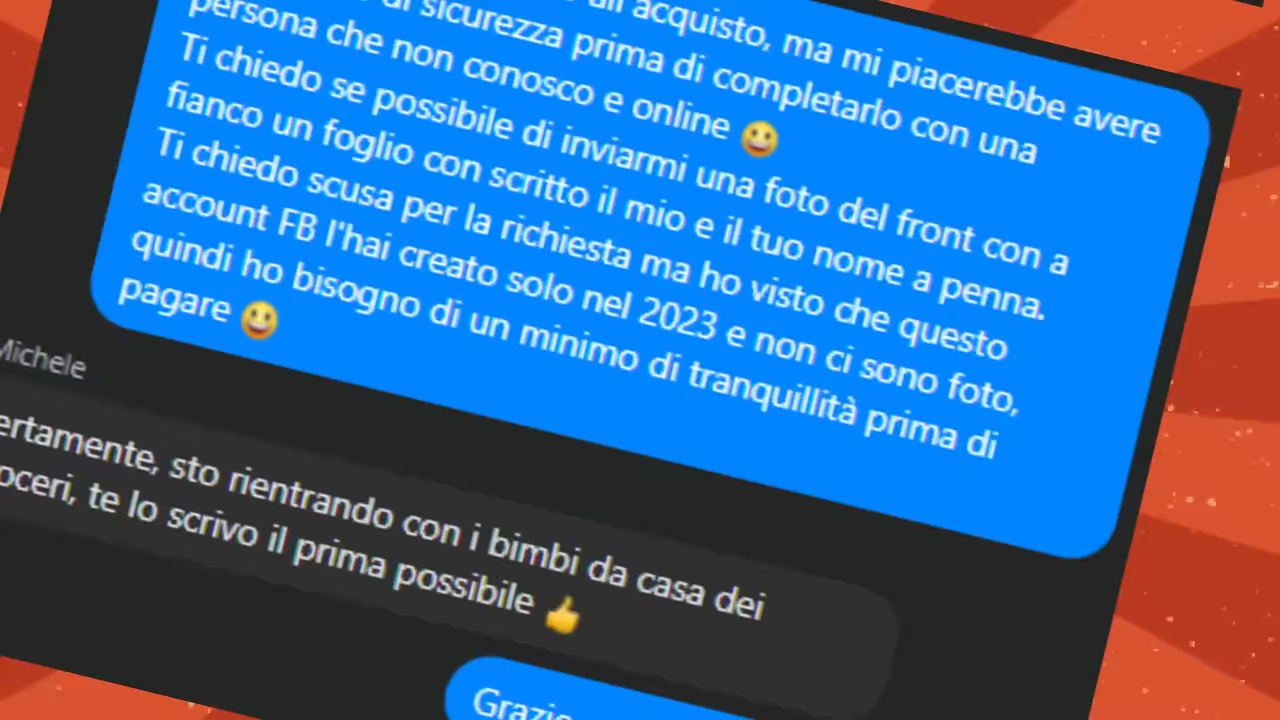 all'acquisto, ma mi piacerebbe avere
di sicurezza prima di completarlo con una
persona che non conosco e online 😀
Ti chiedo se possibile di inviarmi una foto del front con a
fianco un foglio con scritto il mio e il tuo nome a penna.
Ti chiedo scusa per la richiesta ma ho visto che questo
account FB l'hai creato solo nel 2023 e non ci sono foto,
quindi ho bisogno di un minimo di tranquillità prima di
pagare 😀
Michele
ertamente, sto rientrando con i bimbi da casa dei
oceri, te lo scrivo il prima possibile 👍
Grazie